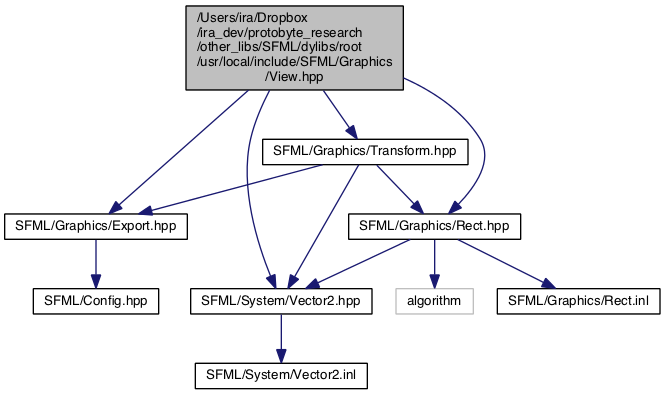 /Users/ira/Dropbox
/ira_dev/protobyte_research
/other_libs/SFML/dylibs/root
/usr/local/include/SFML/Graphics
/View.hpp
SFML/Graphics/Transform.hpp
SFML/Graphics/Export.hpp
SFML/Graphics/Rect.hpp
SFML/Config.hpp
SFML/System/Vector2.hpp
algorithm
SFML/Graphics/Rect.inl
SFML/System/Vector2.inl